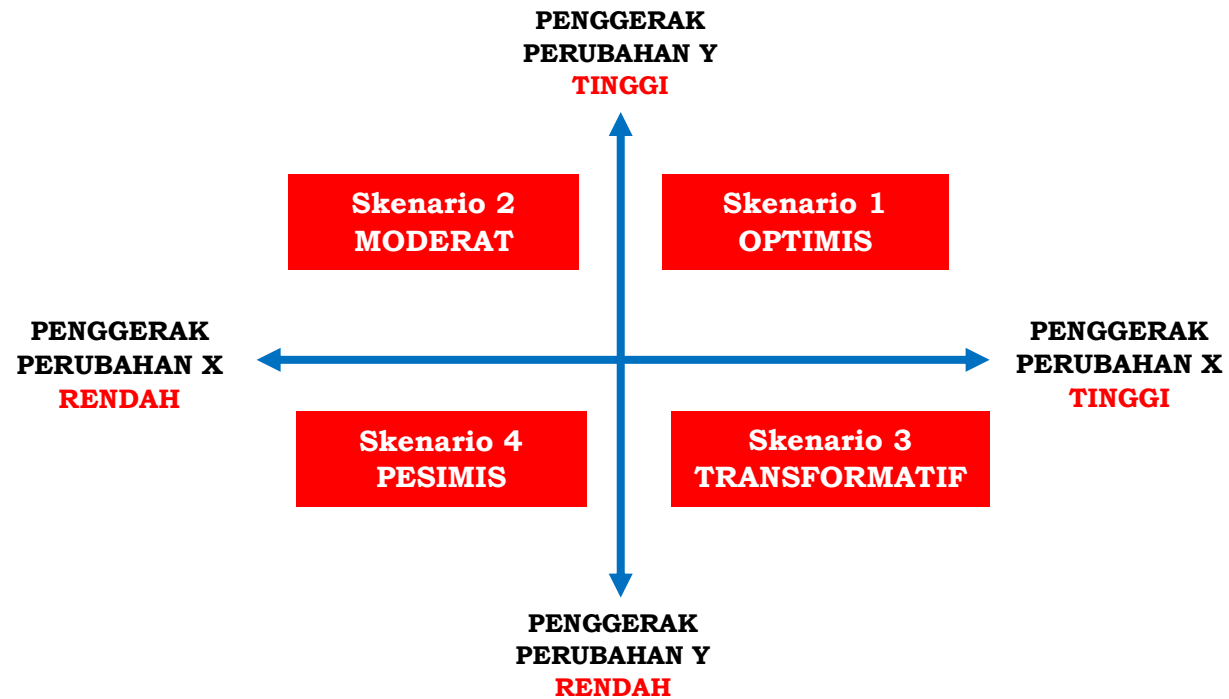 PENGGERAK
PERUBAHAN Y
TINGGI
Skenario 2
MODERAT
Skenario 1
OPTIMIS
PENGGERAK
PERUBAHAN X
RENDAH
PENGGERAK
PERUBAHAN X
TINGGI
Skenario 4
PESIMIS
Skenario 3
TRANSFORMATIF
PENGGERAK
PERUBAHAN Y
RENDAH